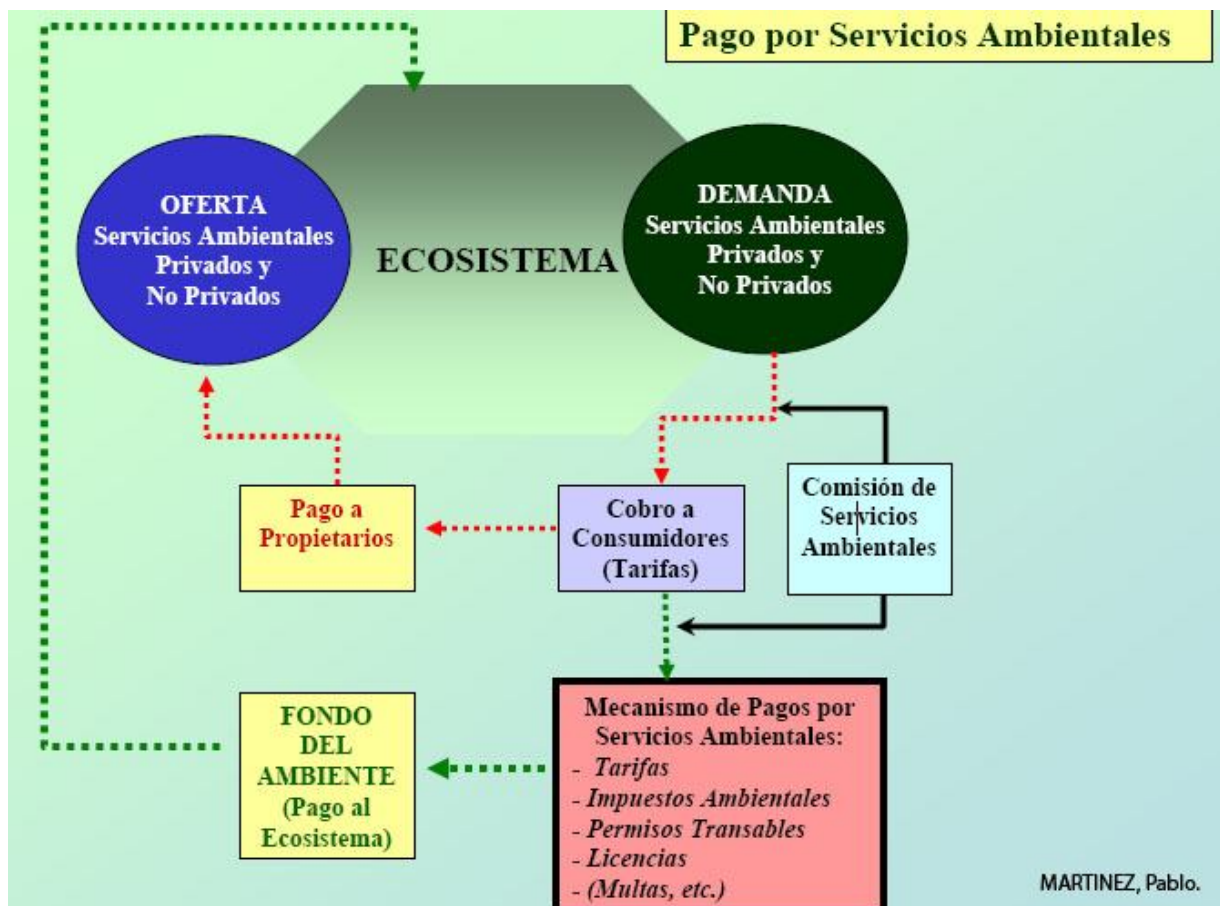 Pago por Servicios Ambientales
OFERTA
Servicios Ambientales
Privados y
No Privados
ECOSISTEMA
DEMANDA
Servicios Ambientales
Privados y
No Privados
Pago a
Propietarios
Cobro a
Consumidores
(Tarifas)
Comisión de
Servicios
Ambientales
FONDO
DEL
AMBIENTE
(Pago al
Ecosistema)
Mecanismo de Pagos por
Servicios Ambientales:
- Tarifas
- Impuestos Ambientales
- Permisos Transables
- Licencias
- (Multas, etc.)
MARTINEZ, Pablo.